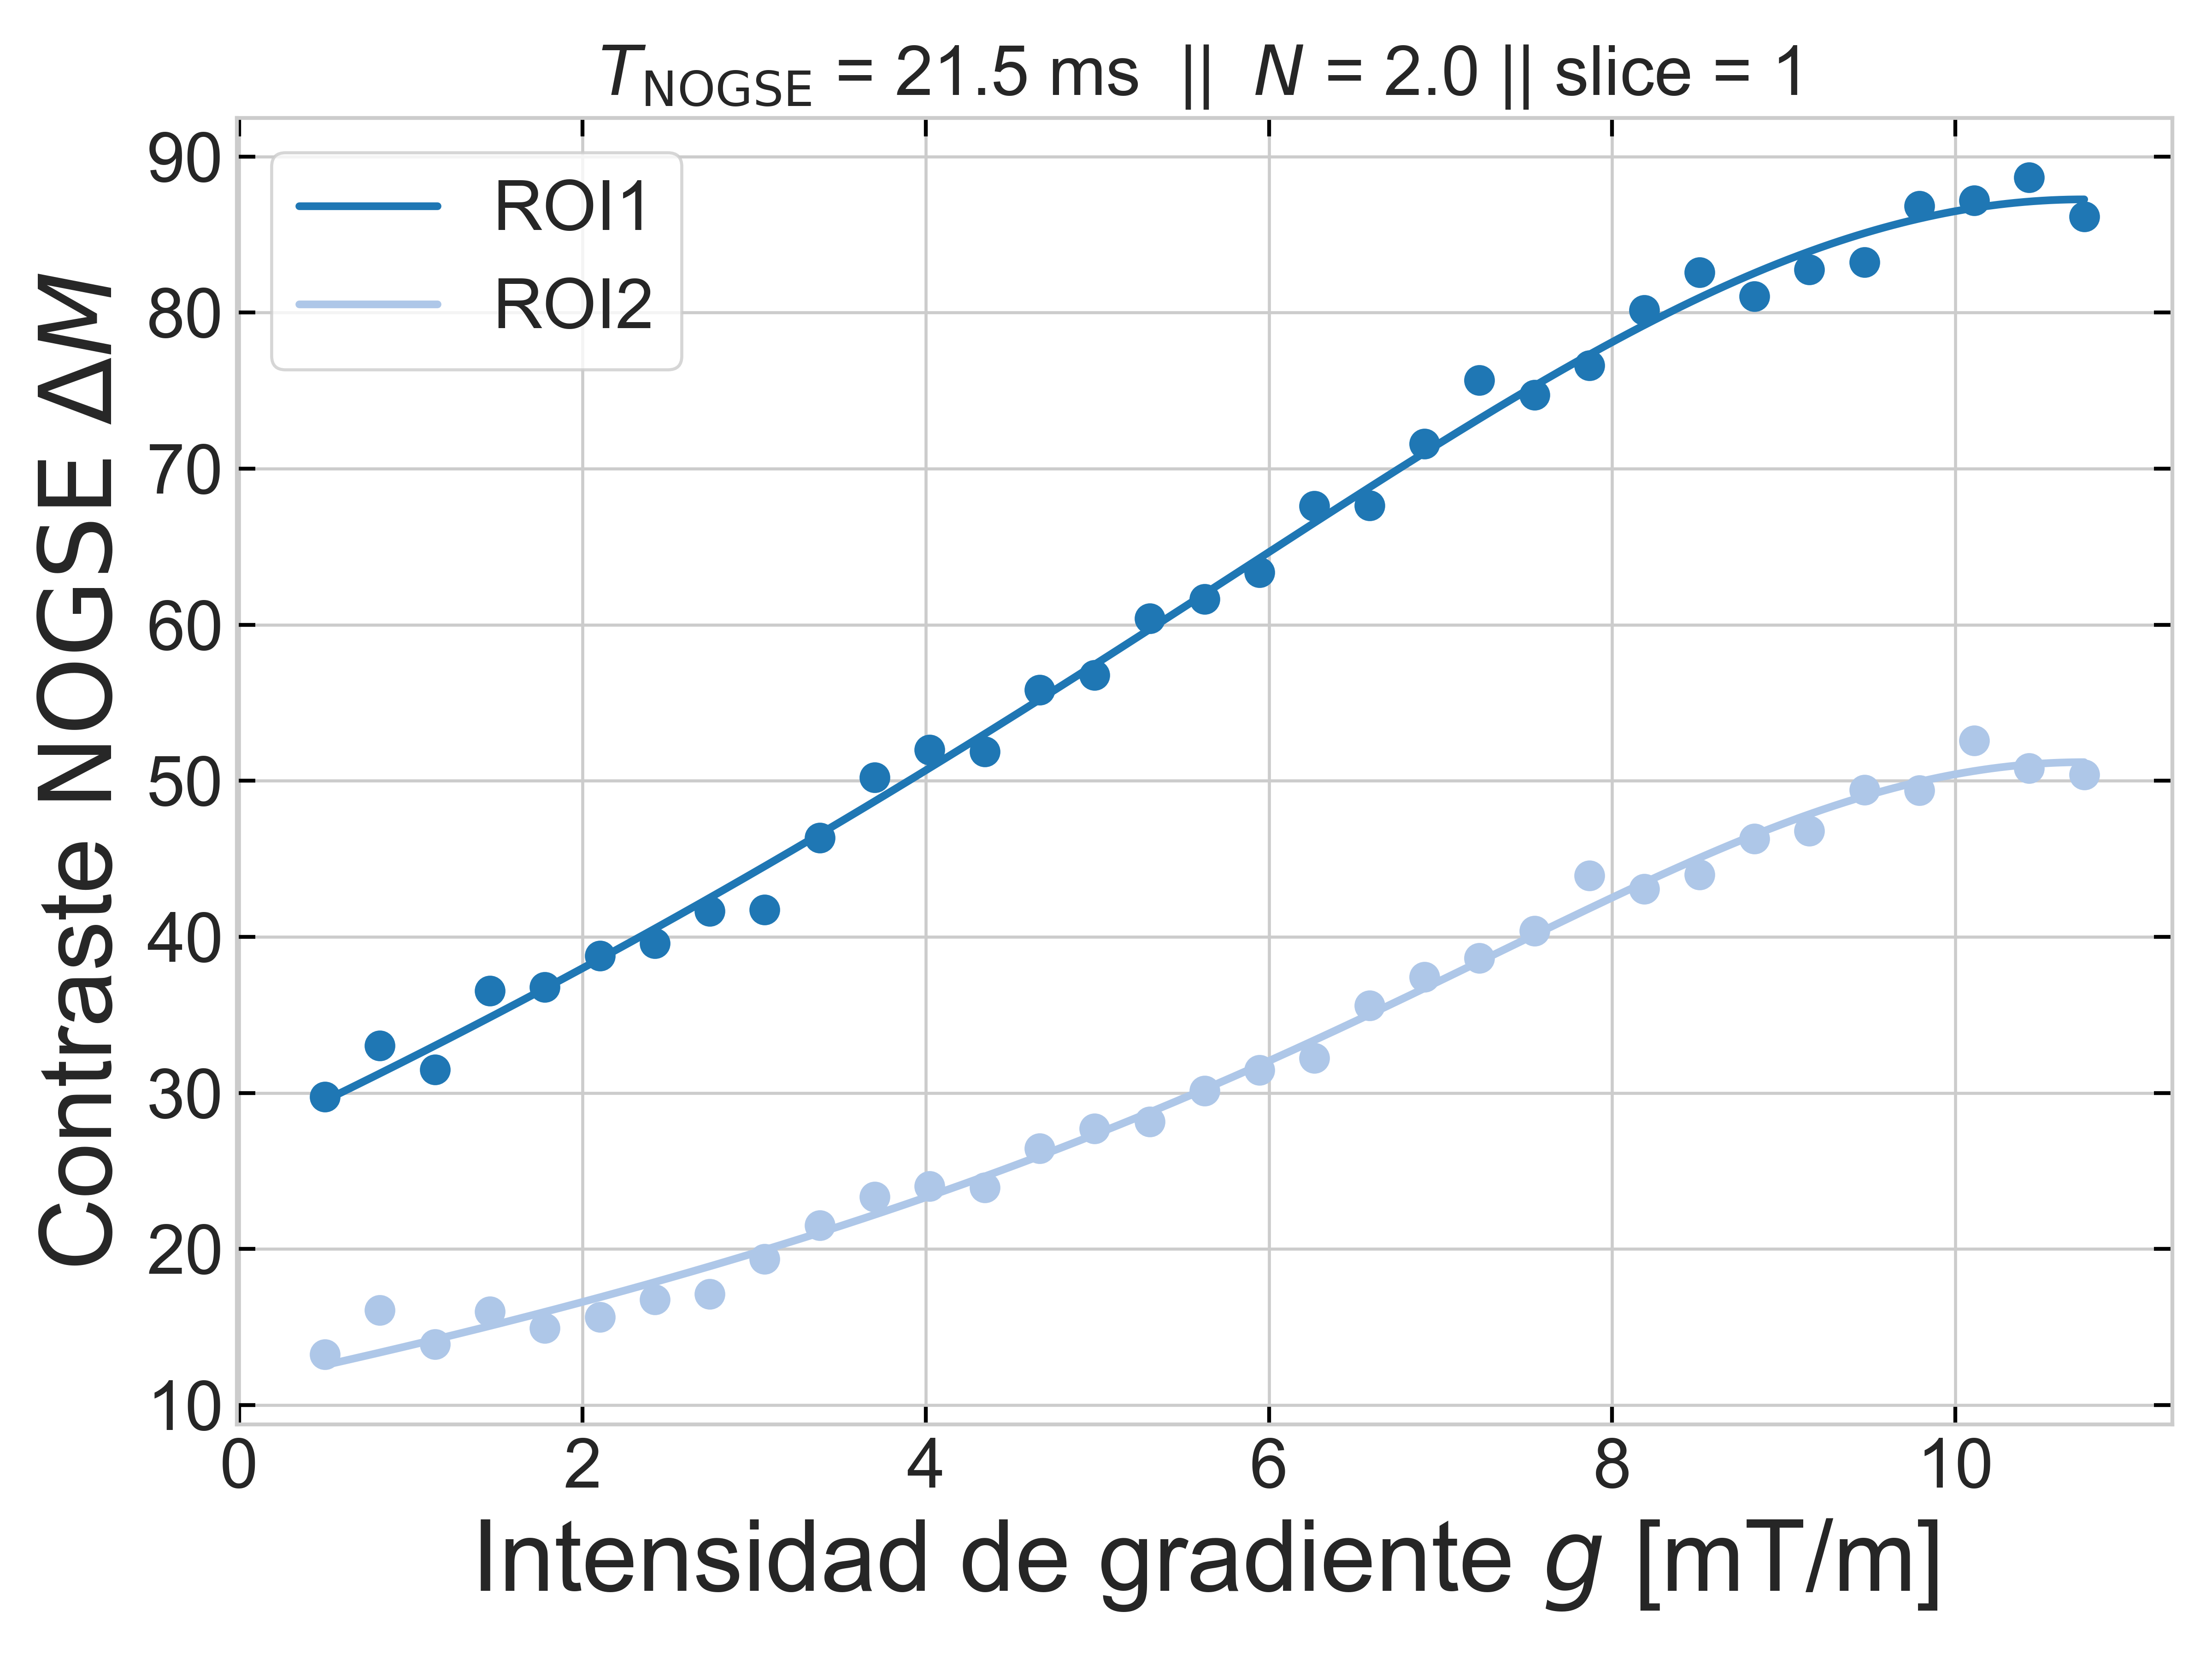 T_NOGSE = 21.5 ms || N = 2.0 || slice = 1
ROI1
ROI2
Contraste NOGSE ΔM
90
80
70
60
50
40
30
20
10
0 2 4 6 8 10
Intensidad de gradiente g [mT/m]